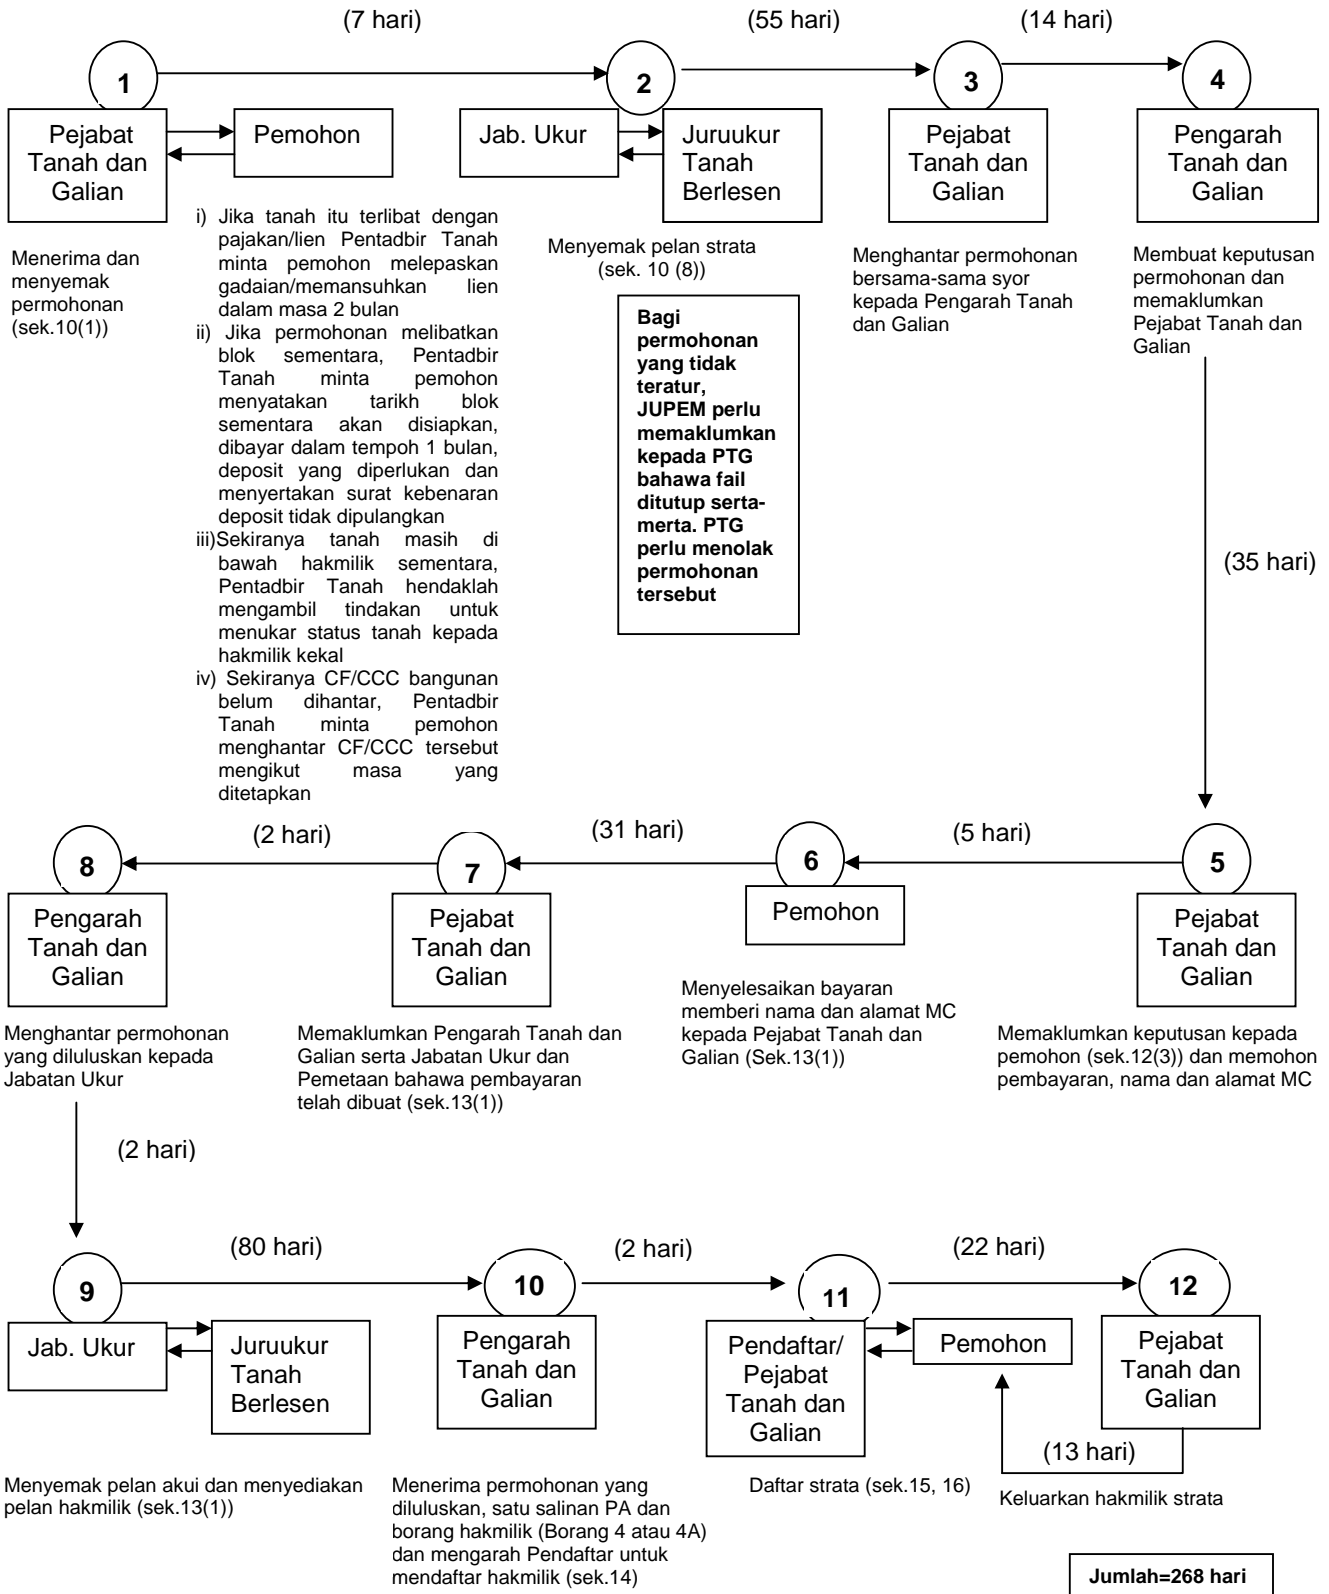 (7 hari)
(55 hari)
(14 hari)
1
2
3
4
Pejabat
Tanah dan
Galian
Pemohon
Jab. Ukur
Juruukur
Tanah
Berlesen
Pejabat
Tanah dan
Galian
Pengarah
Tanah dan
Galian
Menerima dan
menyemak
permohonan
(sek.10(1))
i) Jika tanah itu terlibat dengan
pajakan/lien Pentadbir Tanah
minta pemohon melepaskan
gadaian/memansuhkan lien
dalam masa 2 bulan
ii) Jika permohonan melibatkan
blok sementara, Pentadbir
Tanah minta pemohon
menyatakan tarikh blok
sementara akan disiapkan,
dibayar dalam tempoh 1 bulan,
deposit yang diperlukan dan
menyertakan surat kebenaran
deposit tidak dipulangkan
iii)Sekiranya tanah masih di
bawah hakmilik sementara,
Pentadbir Tanah hendaklah
mengambil tindakan untuk
menukar status tanah kepada
hakmilik kekal
iv) Sekiranya CF/CCC bangunan
belum dihantar, Pentadbir
Tanah minta pemohon
menghantar CF/CCC tersebut
mengikut masa yang
ditetapkan
Menyemak pelan strata
(sek. 10 (8))
Bagi
permohonan
yang tidak
teratur,
JUPEM perlu
memaklumkan
kepada PTG
bahawa fail
ditutup serta-
merta. PTG
perlu menolak
permohonan
tersebut
Menghantar permohonan
bersama-sama syor
kepada Pengarah Tanah
dan Galian
Membuat keputusan
permohonan dan
memaklumkan
Pejabat Tanah dan
Galian
(35 hari)
(2 hari)
(31 hari)
(5 hari)
8
7
6
5
Pengarah
Tanah dan
Galian
Pejabat
Tanah dan
Galian
Pemohon
Pejabat
Tanah dan
Galian
Menghantar permohonan
yang diluluskan kepada
Jabatan Ukur
Memaklumkan Pengarah Tanah dan
Galian serta Jabatan Ukur dan
Pemetaan bahawa pembayaran
telah dibuat (sek.13(1))
Menyelesaikan bayaran
memberi nama dan alamat MC
kepada Pejabat Tanah dan
Galian (Sek.13(1))
Memaklumkan keputusan kepada
pemohon (sek.12(3)) dan memohon
pembayaran, nama dan alamat MC
(2 hari)
(80 hari)
(2 hari)
(22 hari)
9
10
11
12
Jab. Ukur
Juruukur
Tanah
Berlesen
Pengarah
Tanah dan
Galian
Pendaftar/
Pejabat
Tanah dan
Galian
Pemohon
Pejabat
Tanah dan
Galian
(13 hari)
Menyemak pelan akui dan menyediakan
pelan hakmilik (sek.13(1))
Menerima permohonan yang
diluluskan, satu salinan PA dan
borang hakmilik (Borang 4 atau 4A)
dan mengarah Pendaftar untuk
mendaftar hakmilik (sek.14)
Daftar strata (sek.15, 16)
Keluarkan hakmilik strata
Jumlah=268 hari